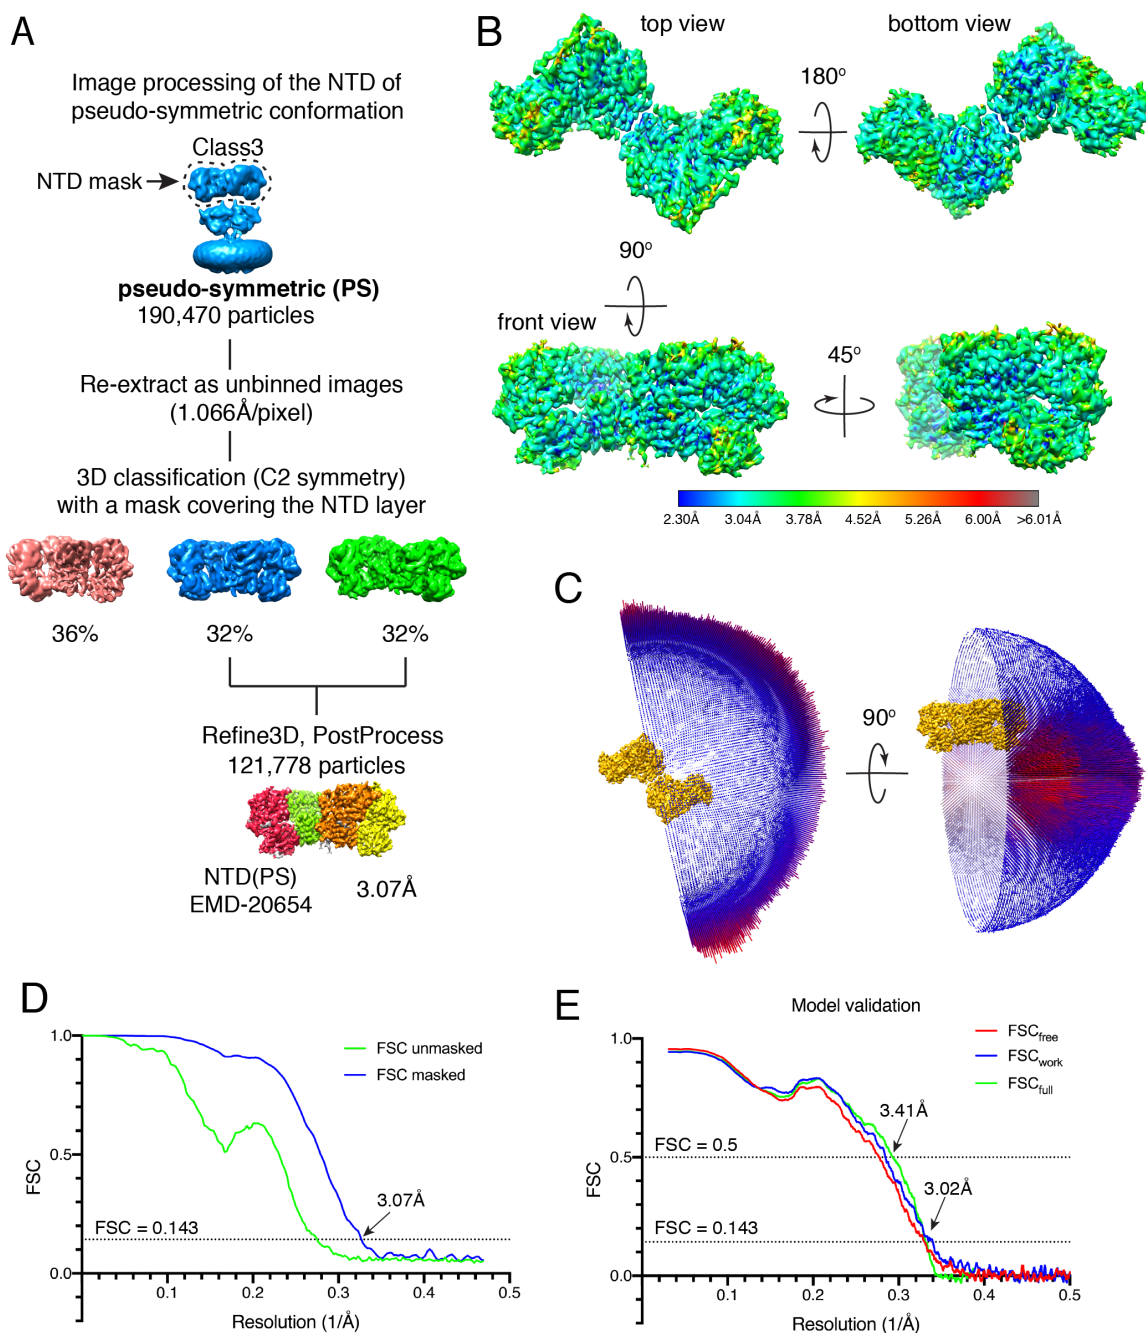 A
Image processing of the NTD of
pseudo-symmetric conformation
Class3
NTD mask
pseudo-symmetric (PS)
190,470 particles
Re-extract as unbinned images
(1.066Å/pixel)
3D classification (C2 symmetry)
with a mask covering the NTD layer
36%
32%
32%
Refine3D, PostProcess
121,778 particles
NTD(PS)
EMD-20654
3.07Å
B
top view
bottom view
180°
90°
front view
45°
2.30Å 3.04Å 3.78Å 4.52Å 5.26Å 6.00Å >6.01Å
C
90°
D
1.0
0.5
0.0
FSC
FSC unmasked
FSC masked
3.07Å
FSC = 0.143
0.1 0.2 0.3 0.4 0.5
Resolution (1/Å)
E
Model validation
1.0
0.5
0.0
FSC
FSCfree
FSCwork
FSCfull
3.41Å
FSC = 0.5
3.02Å
FSC = 0.143
0.1 0.2 0.3 0.4 0.5
Resolution (1/Å)